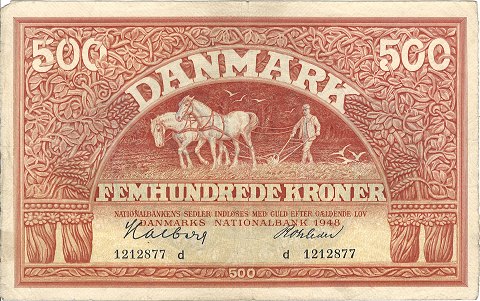 500 500
DANMARK
FEMHUNDREDE KRONER
NATIONALBANKENS SEDLER INDLØSES MED GULD EFTER GÆLDENDE LOV
DANMARKS NATIONALBANK 1948
Halberg
1212877 d d 1212877
500